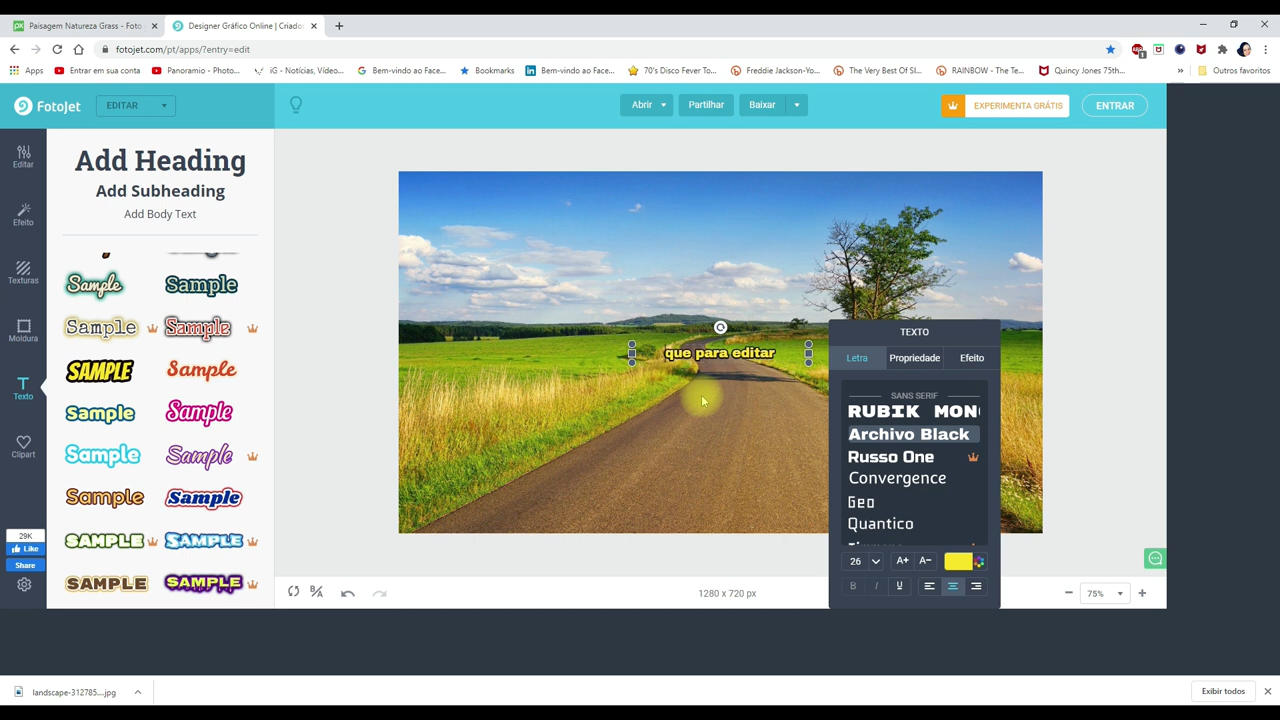 Paisagem Natureza Grass - Foto
Designer Gráfico Online | Criado
fotojet.com/pt/apps/?entry=edit
Apps
Entrar em sua conta
Panoramio - Photo...
iG - Notícias, Vídeo...
Bem-vindo ao Face...
Bookmarks
Bem-vindo ao Face...
70's Disco Fever To...
Freddie Jackson-Yo...
The Very Best Of Sl...
RAINBOW - The Te...
Quincy Jones 75th...
Outros favoritos
FotoJet
EDITAR
Abrir
Partilhar
Baixar
EXPERIMENTA GRÁTIS
ENTRAR
Editar
Efeito
Texturas
Moldura
Texto
Clipart
29K
Like
Share
Add Heading
Add Subheading
Add Body Text
Sample Sample
Sample Sample
SAMPLE Sample
Sample Sample
Sample Sample
Sample Sample
SAMPLE SAMPLE
SAMPLE SAMPLE
que para editar
TEXTO
Letra Propriedade Efeito
SANS SERIF
RUBIK MON
Archivo Black
Russo One
Convergence
Geo
Quantico
26 A+ A-
B I U
1280 x 720 px
75%
landscape-312785....jpg
Exibir todos